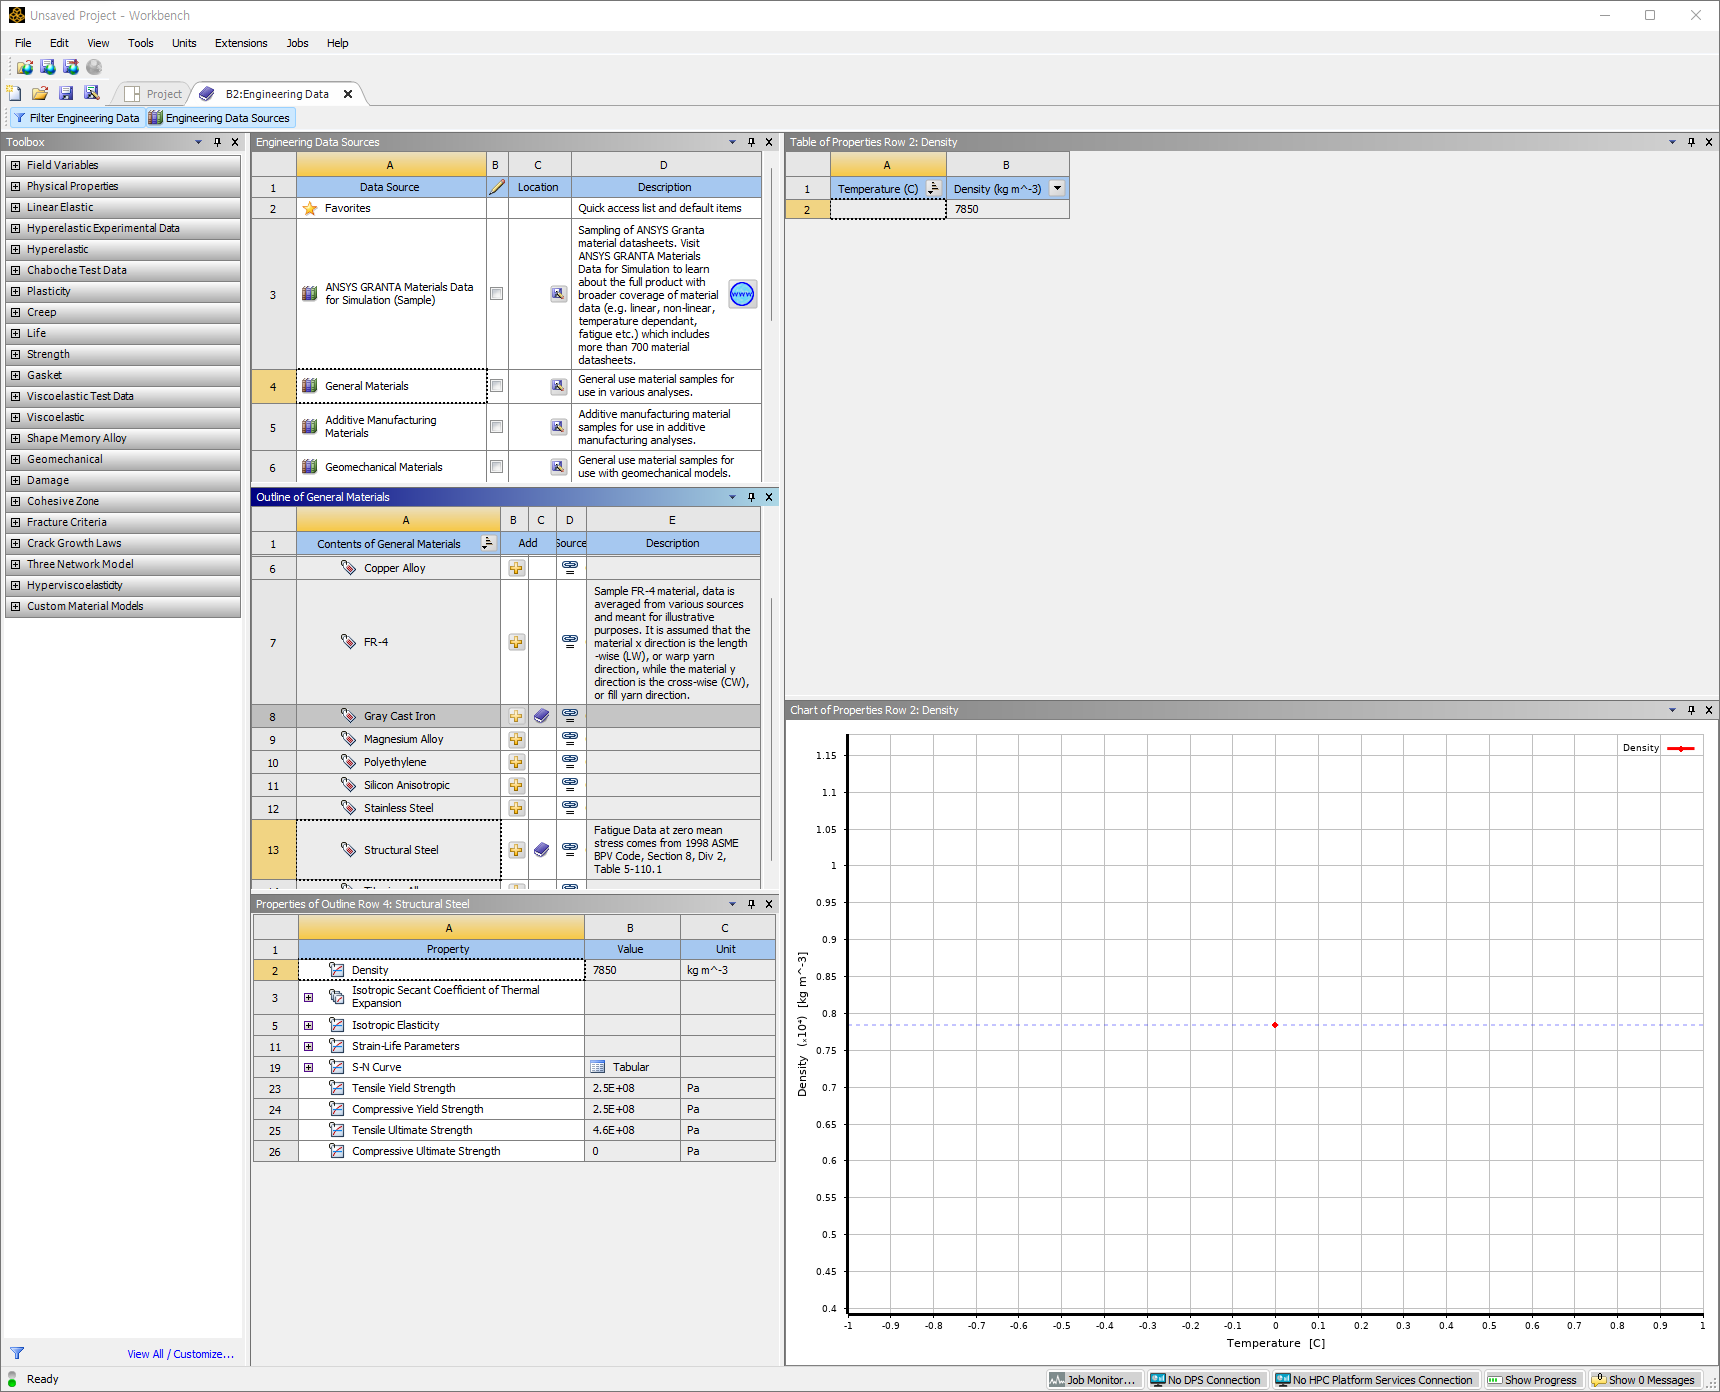 Unsaved Project - Workbench
File Edit View Tools Units Extensions Jobs Help
Project B2:Engineering Data
Filter Engineering Data Engineering Data Sources
Toolbox
Field Variables
Physical Properties
Linear Elastic
Hyperelastic Experimental Data
Hyperelastic
Chaboche Test Data
Plasticity
Creep
Life
Strength
Gasket
Viscoelastic Test Data
Viscoelastic
Shape Memory Alloy
Geomechanical
Damage
Cohesive Zone
Fracture Criteria
Crack Growth Laws
Three Network Model
Hyperviscoelasticity
Custom Material Models
View All / Customize...
Engineering Data Sources
A B C D
1 Data Source Location Description
2 Favorites Quick access list and default items
3 ANSYS GRANTA Materials Data
for Simulation (Sample)
Sampling of ANSYS Granta
material datasheets. Visit
ANSYS GRANTA Materials
Data for Simulation to learn
about the full product with
broader coverage of material
data (e.g. linear, non-linear,
temperature dependant,
fatigue etc.) which includes
more than 700 material
datasheets.
www
4 General Materials
General use material samples for
use in various analyses.
5 Additive Manufacturing
Materials
Additive manufacturing material
samples for use in additive
manufacturing analyses.
6 Geomechanical Materials
General use material samples for
use with geomechanical models.
Outline of General Materials
A B C D E
1 Contents of General Materials Add Source Description
6 Copper Alloy
7 FR-4
Sample FR-4 material, data is
averaged from various sources
and meant for illustrative
purposes. It is assumed that the
material x direction is the length
-wise (LW), or warp yarn
direction, while the material y
direction is the cross-wise (CW),
or fill yarn direction.
8 Gray Cast Iron
9 Magnesium Alloy
10 Polyethylene
11 Silicon Anisotropic
12 Stainless Steel
13 Structural Steel
Fatigue Data at zero mean
stress comes from 1998 ASME
BPV Code, Section 8, Div 2,
Table 5-110.1
Properties of Outline Row 4: Structural Steel
A B C
1 Property Value Unit
2 Density 7850 kg m^-3
3 Isotropic Secant Coefficient of Thermal
Expansion
5 Isotropic Elasticity
11 Strain-Life Parameters
19 S-N Curve Tabular
23 Tensile Yield Strength 2.5E+08 Pa
24 Compressive Yield Strength 2.5E+08 Pa
25 Tensile Ultimate Strength 4.6E+08 Pa
26 Compressive Ultimate Strength 0 Pa
Table of Properties Row 2: Density
A B
1 Temperature (C) Density (kg m^-3)
2 7850
Chart of Properties Row 2: Density
Density
1.15
1.1
1.05
1
0.95
0.9
0.85
0.8
0.75
0.7
0.65
0.6
0.55
0.5
0.45
0.4
Density (x10⁴) [kg m^-3]
-1 -0.9 -0.8 -0.7 -0.6 -0.5 -0.4 -0.3 -0.2 -0.1 0 0.1 0.2 0.3 0.4 0.5 0.6 0.7 0.8 0.9 1
Temperature [C]
Ready
Job Monitor... No DPS Connection No HPC Platform Services Connection Show Progress Show 0 Messages